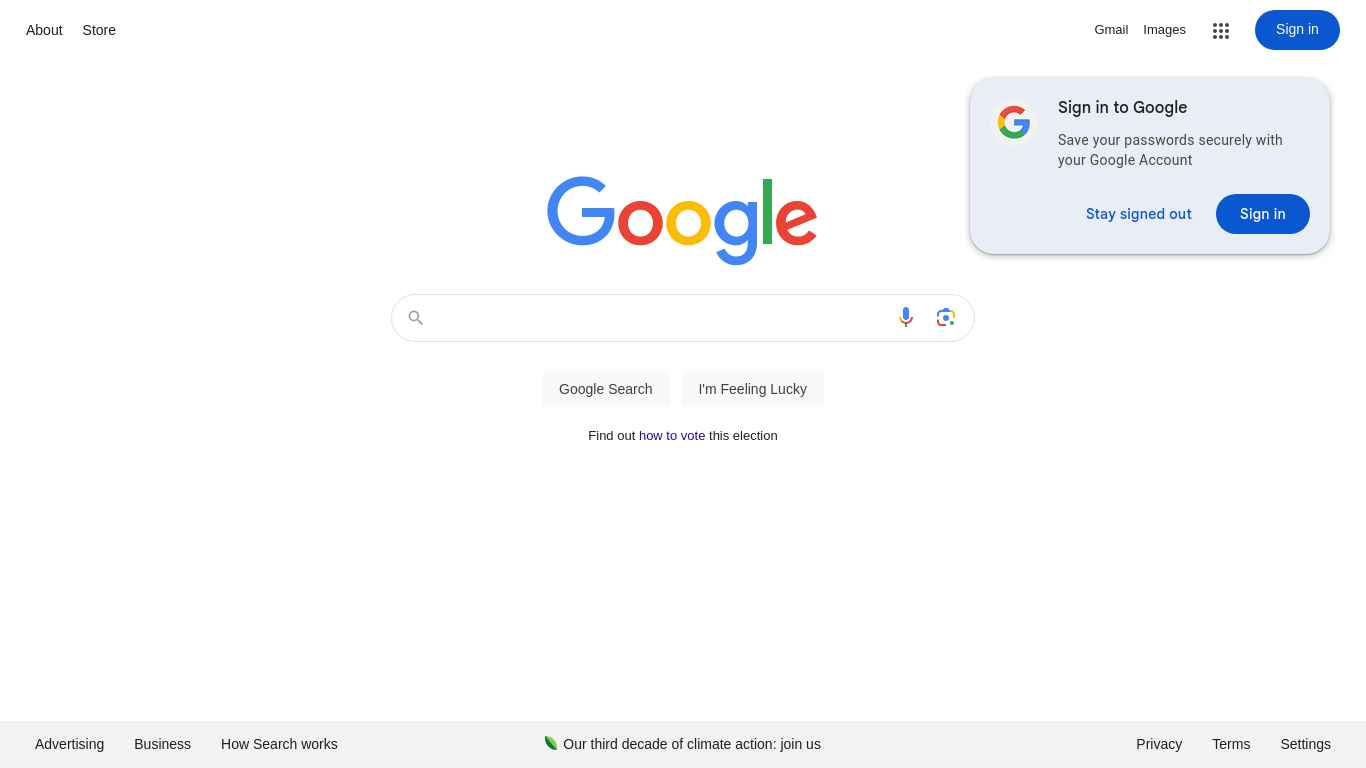 About Store
Gmail Images
Sign in
Sign in to Google
Save your passwords securely with
your Google Account
Stay signed out
Sign in
Google
Google Search
I'm Feeling Lucky
Find out how to vote this election
Advertising Business How Search works
Our third decade of climate action: join us
Privacy Terms Settings